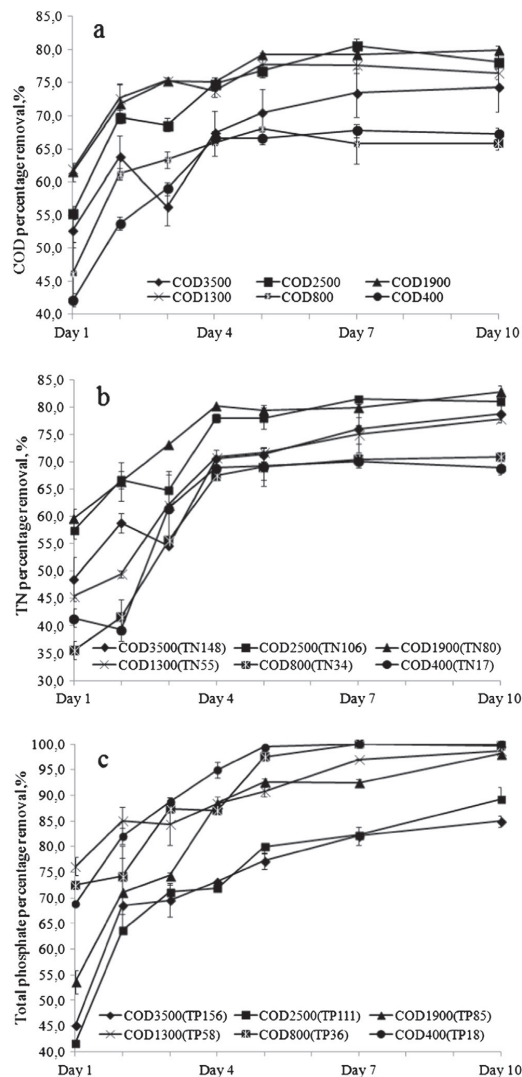 a
COD percentage removal,%
85,0
80,0
75,0
70,0
65,0
60,0
55,0
50,0
45,0
40,0
COD3500 COD2500 COD1900
COD1300 COD800 COD400
Day 1 Day 4 Day 7 Day 10
b
TN percentage removal, %
85,0
80,0
75,0
70,0
65,0
60,0
55,0
50,0
45,0
40,0
35,0
30,0
COD3500(TN148) COD2500(TN106) COD1900(TN80)
COD1300(TN55) COD800(TN34) COD400(TN17)
Day 1 Day 4 Day 7 Day 10
c
Total phosphate percentage removal,%
100,0
95,0
90,0
85,0
80,0
75,0
70,0
65,0
60,0
55,0
50,0
45,0
40,0
COD3500(TP156) COD2500(TP111) COD1900(TP85)
COD1300(TP58) COD800(TP36) COD400(TP18)
Day 1 Day 4 Day 7 Day 10